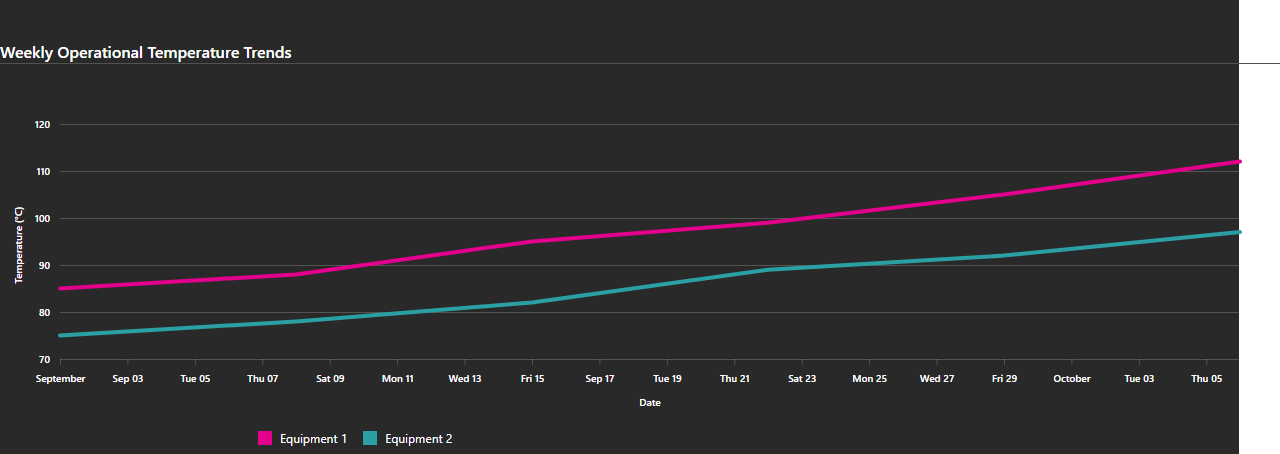 Weekly Operational Temperature Trends
120
110
100
90
80
70
Temperature (°C)
September Sep 03 Tue 05 Thu 07 Sat 09 Mon 11 Wed 13 Fri 15 Sep 17 Tue 19 Thu 21 Sat 23 Mon 25 Wed 27 Fri 29 October Tue 03 Thu 05
Date
Equipment 1 Equipment 2